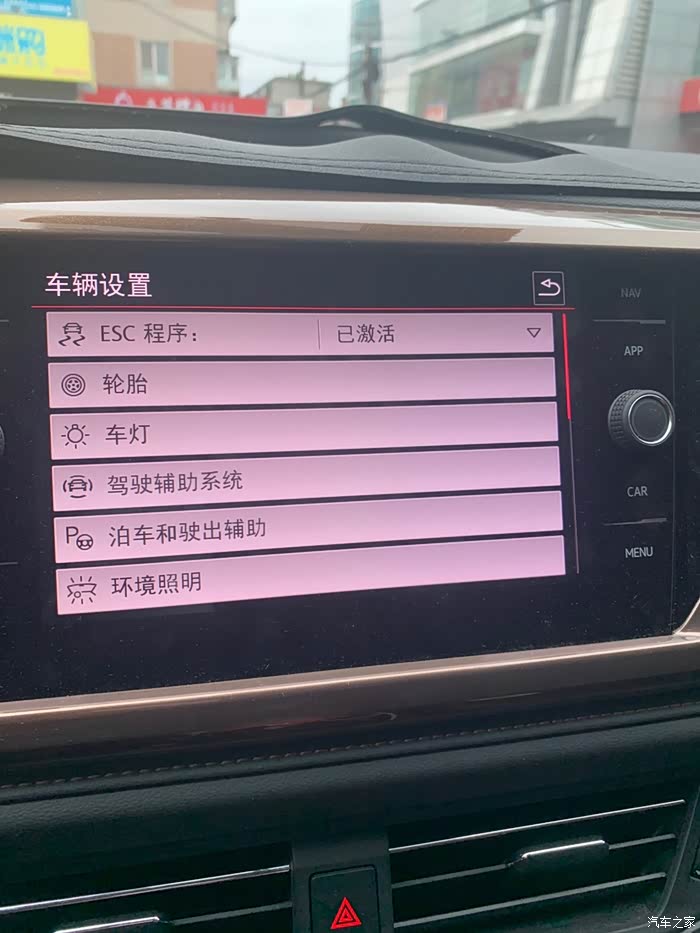 车辆设置
NAV
ESC 程序：
已激活
APP
轮胎
车灯
驾驶辅助系统
CAR
泊车和驶出辅助
MENU
环境照明
汽车之家